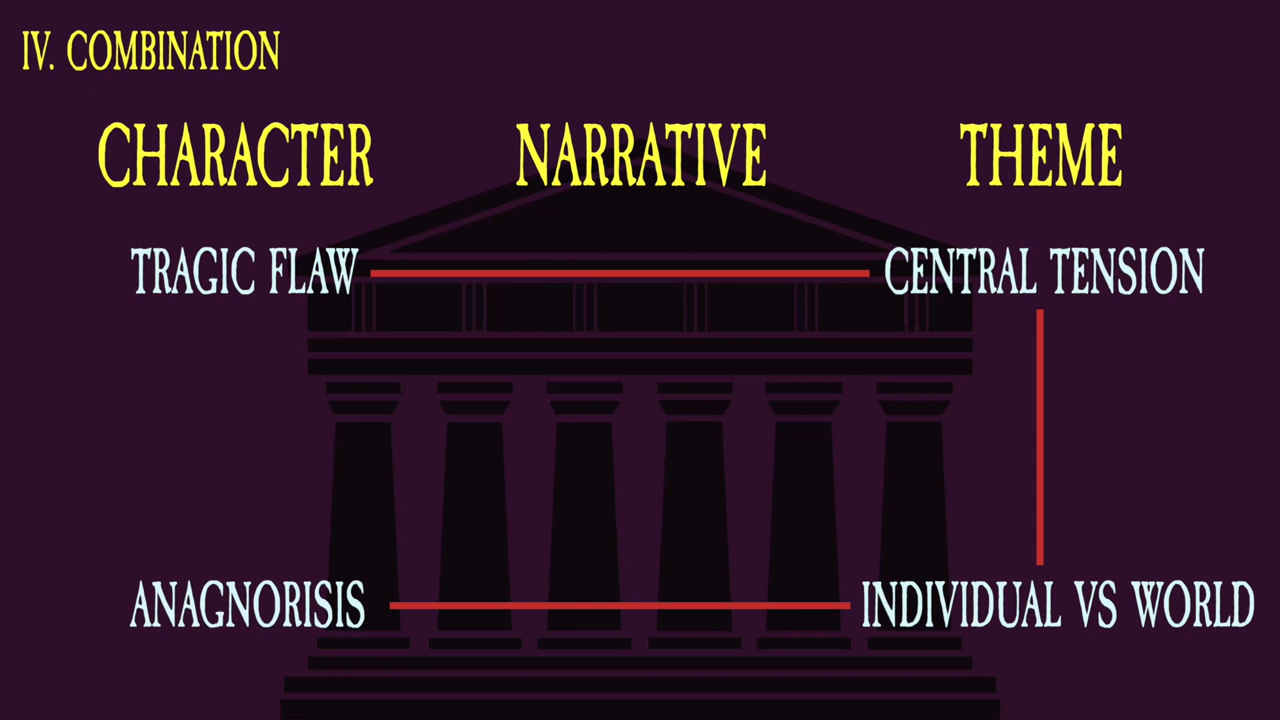 IV. COMBINATION
CHARACTER NARRATIVE THEME
TRAGIC FLAW CENTRAL TENSION
ANAGNORISIS INDIVIDUAL VS WORLD